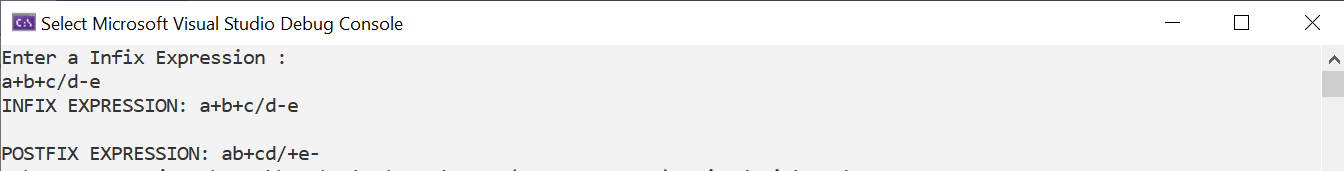 Select Microsoft Visual Studio Debug Console
Enter a Infix Expression :
a+b+c/d-e
INFIX EXPRESSION: a+b+c/d-e
POSTFIX EXPRESSION: ab+cd/+e-